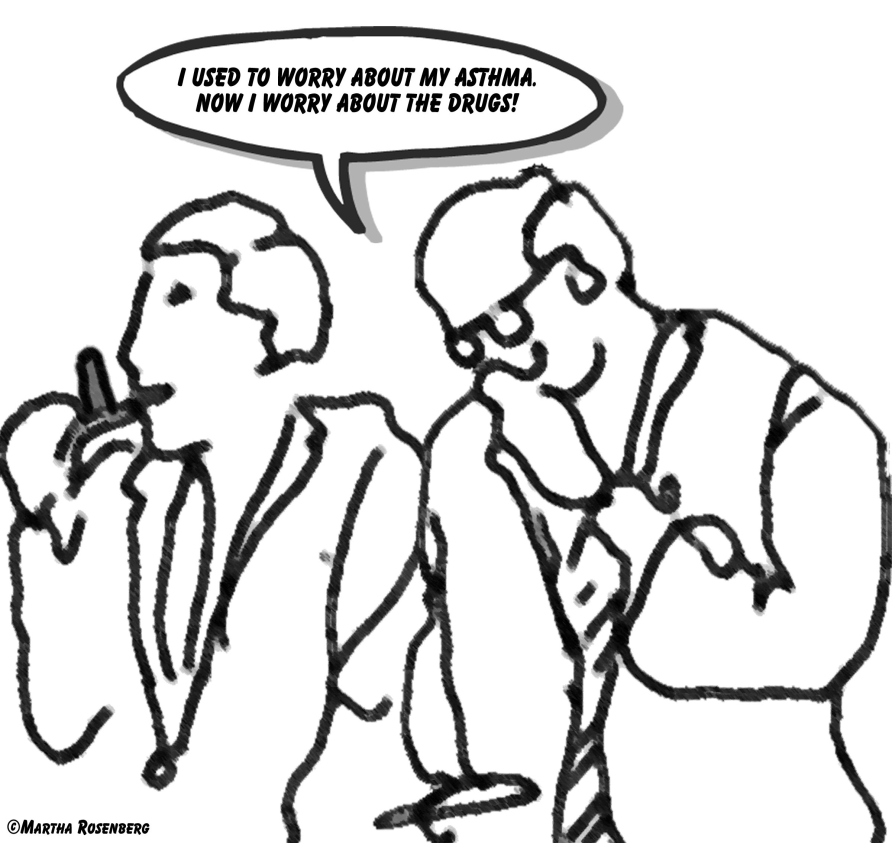 I USED TO WORRY ABOUT MY ASTHMA.
NOW I WORRY ABOUT THE DRUGS!
©MARTHA ROSENBERG